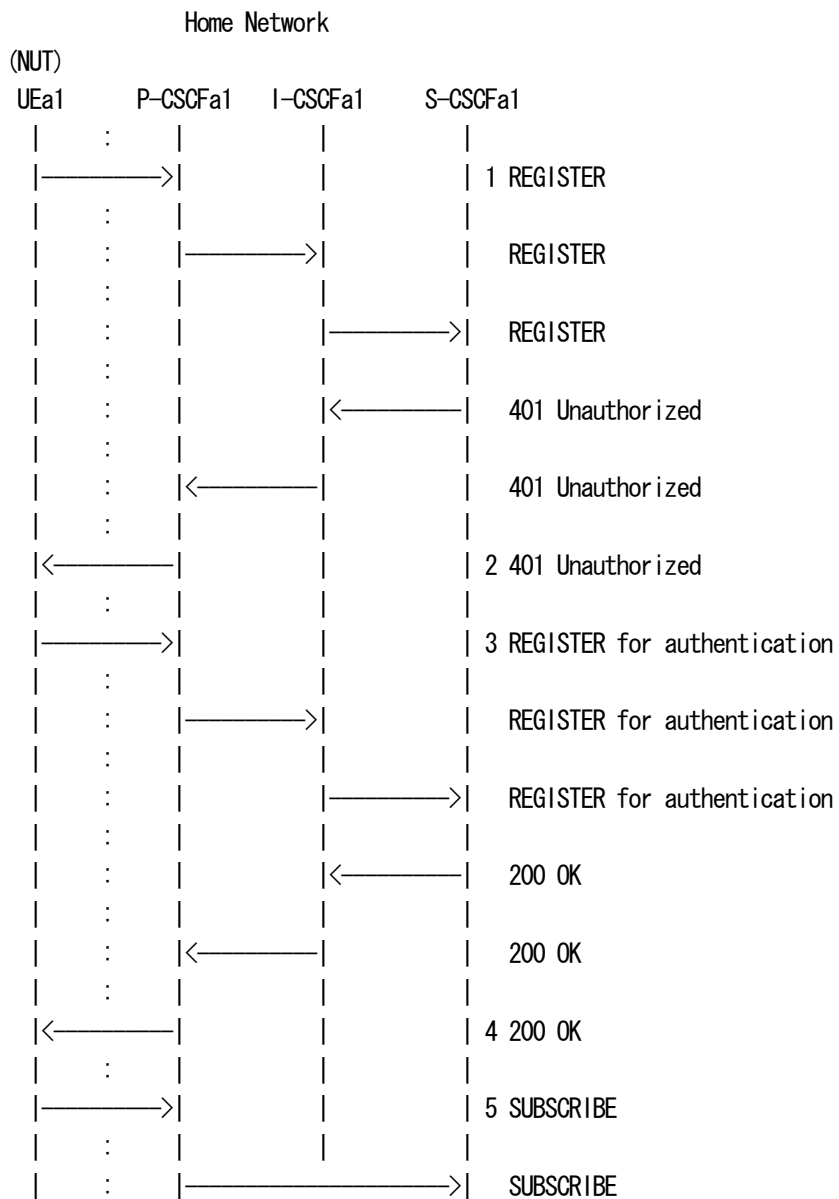 Home Network
(NUT)
UEa1 P-CSCFa1 I-CSCFa1 S-CSCFa1
| : | | |
|---------->| | | 1 REGISTER
| : | | |
| : |---------->| | REGISTER
| : | | |
| : | |---------->| REGISTER
| : | | |
| : | |<----------| 401 Unauthorized
| : | | |
| : |<----------| | 401 Unauthorized
| : | | |
|<----------| | | 2 401 Unauthorized
| : | | |
|---------->| | | 3 REGISTER for authentication
| : | | |
| : |---------->| | REGISTER for authentication
| : | | |
| : | |---------->| REGISTER for authentication
| : | | |
| : | |<----------| 200 OK
| : | | |
| : |<----------| | 200 OK
| : | | |
|<----------| | | 4 200 OK
| : | | |
|---------->| | | 5 SUBSCRIBE
| : | | |
| : |---------------------->| SUBSCRIBE